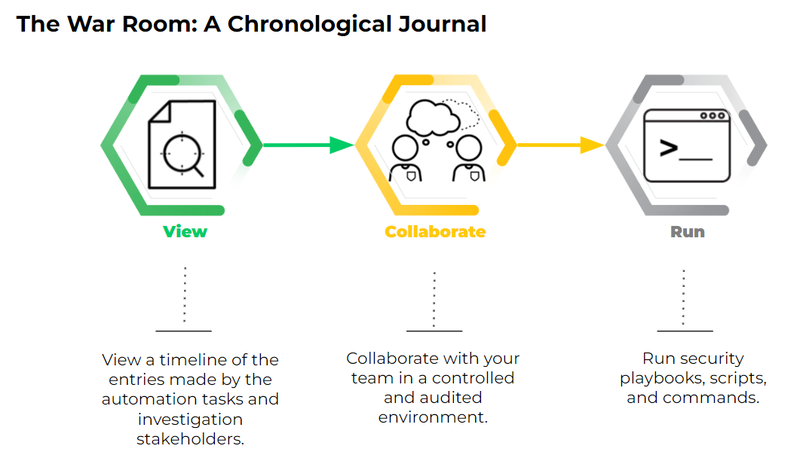 The War Room: A Chronological Journal
>_
View
Collaborate
Run
View a timeline of the
entries made by the
automation tasks and
investigation
stakeholders.
Collaborate with your
team in a controlled
and audited
environment.
Run security
playbooks, scripts,
and commands.